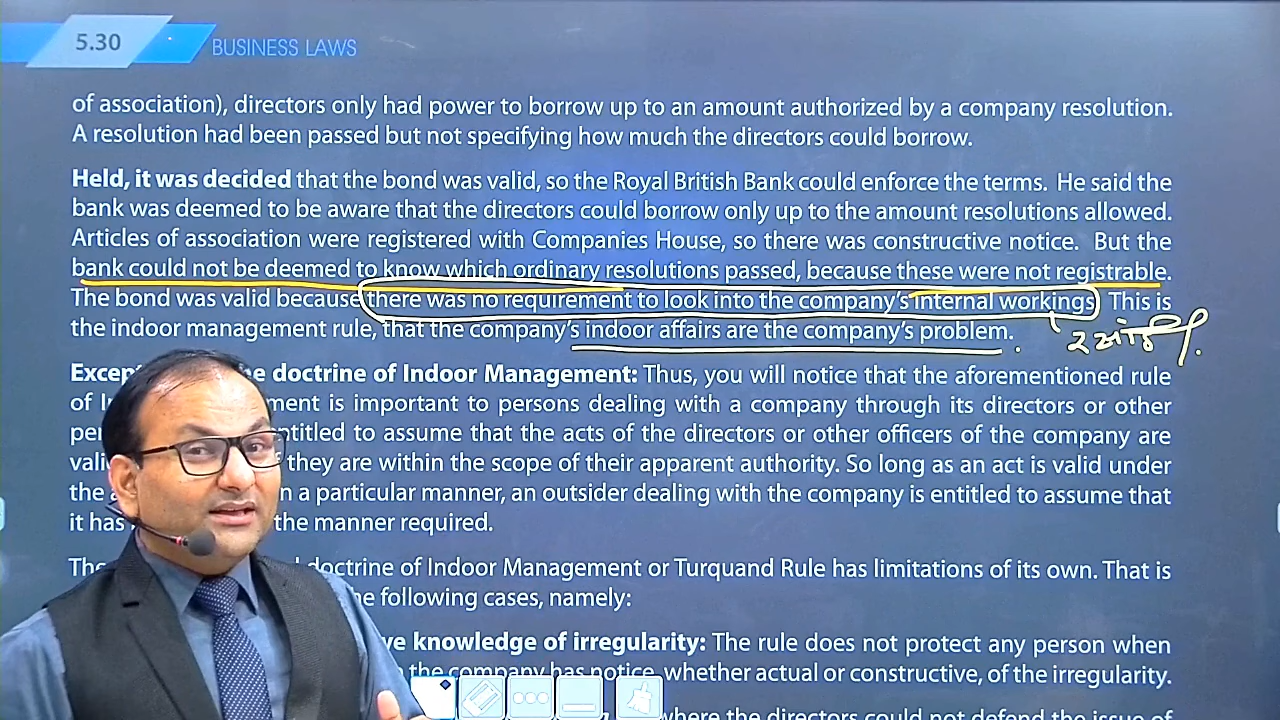 5.30
BUSINESS LAWS
of association), directors only had power to borrow up to an amount authorized by a company resolution.
A resolution had been passed but not specifying how much the directors could borrow.
Held, it was decided that the bond was valid, so the Royal British Bank could enforce the terms. He said the
bank was deemed to be aware that the directors could borrow only up to the amount resolutions allowed.
Articles of association were registered with Companies House, so there was constructive notice. But the
bank could not be deemed to know which ordinary resolutions passed, because these were not registrable.
The bond was valid because there was no requirement to look into the company's internal workings. This is
the indoor management rule, that the company's indoor affairs are the company's problem.
doctrine of Indoor Management: Thus, you will notice that the aforementioned rule
of is important to persons dealing with a company through its directors or other
to assume that the acts of the directors or other officers of the company are
they are within the scope of their apparent authority. So long as an act is valid under
the a particular manner, an outsider dealing with the company is entitled to assume that
it has the manner required.
doctrine of Indoor Management or Turquand Rule has limitations of its own. That is
following cases, namely:
knowledge of irregularity: The rule does not protect any person when
the company has notice, whether actual or constructive, of the irregularity.
where the directors could not defend the issue of